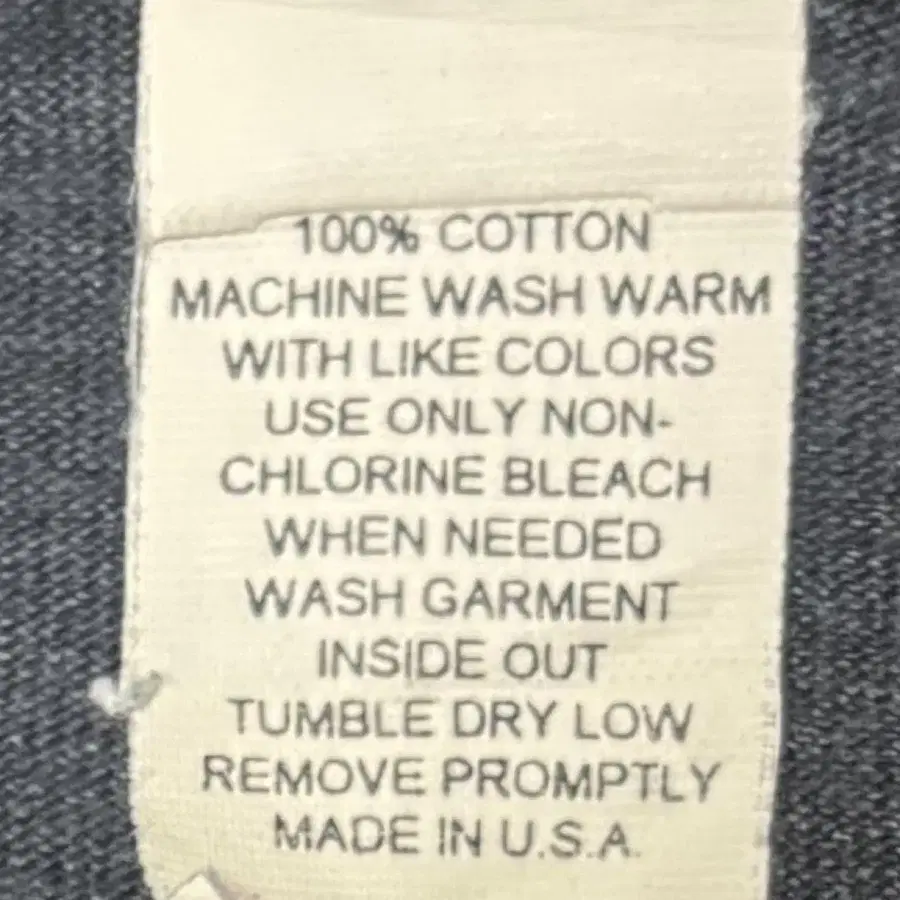 100% COTTON
MACHINE WASH WARM
WITH LIKE COLORS
USE ONLY NON-
CHLORINE BLEACH
WHEN NEEDED
WASH GARMENT
INSIDE OUT
TUMBLE DRY LOW
REMOVE PROMPTLY
MADE IN U.S.A.